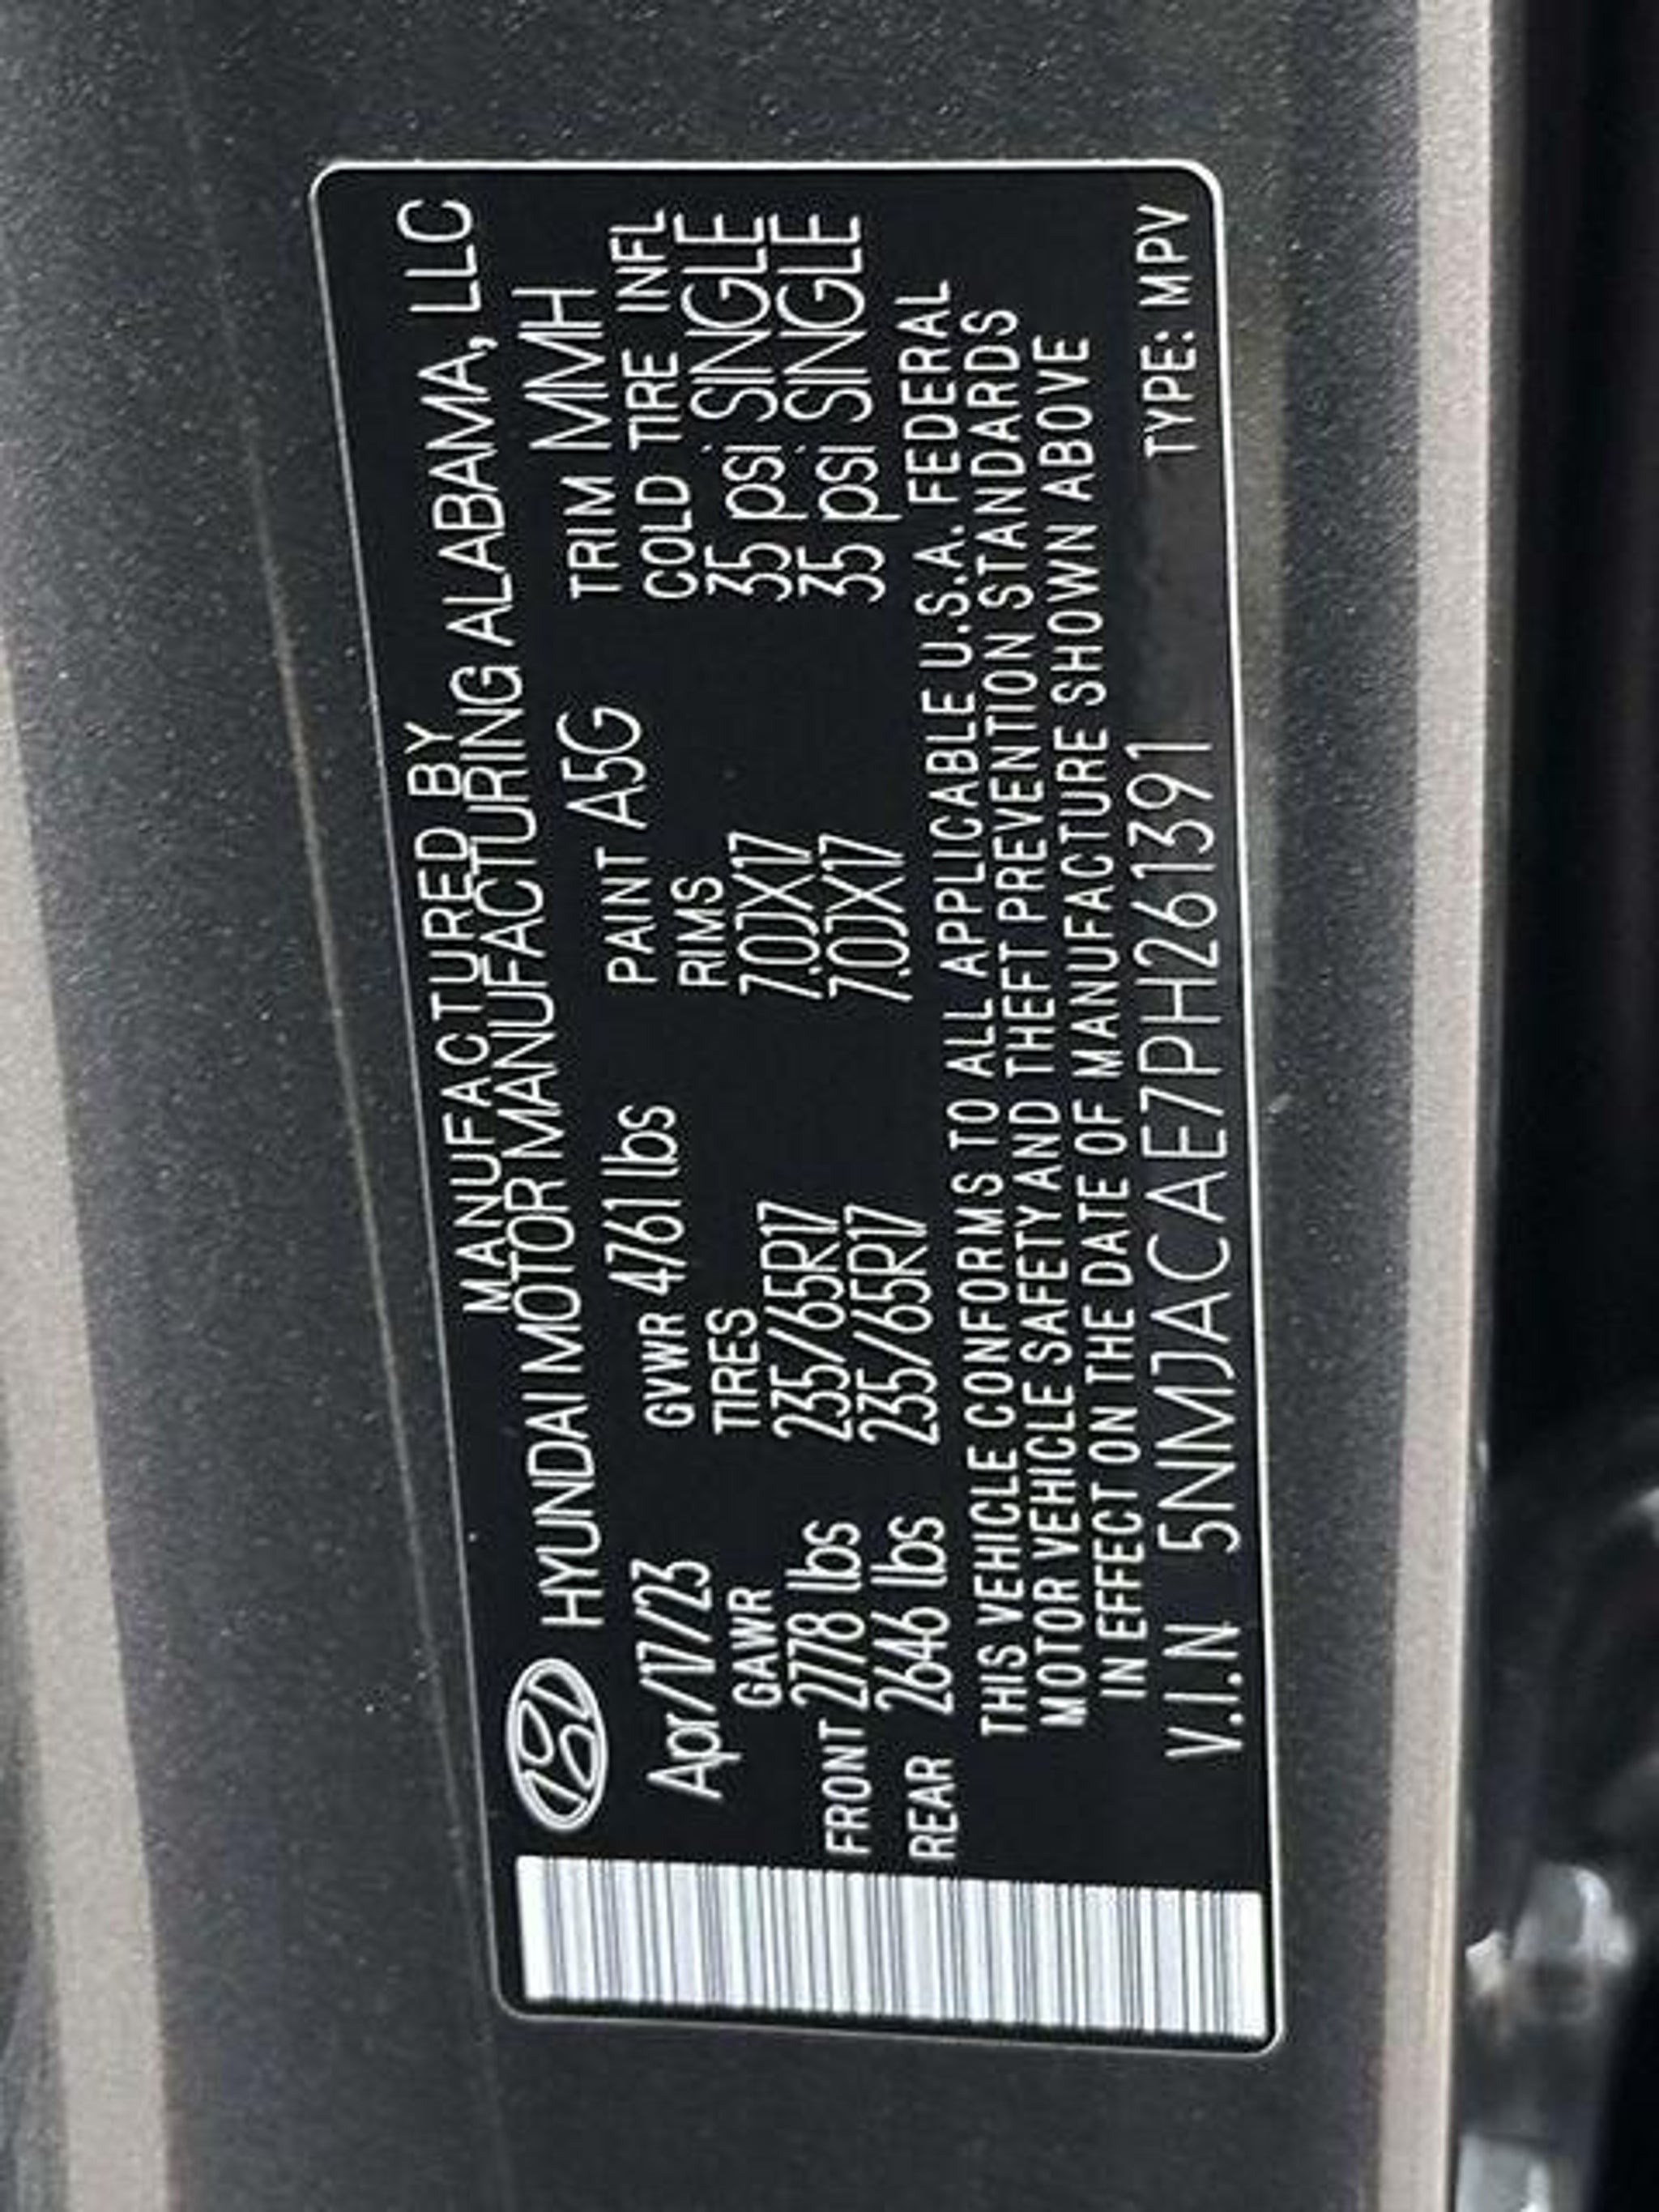 MANUFACTURED BY
HYUNDAI MOTOR MANUFACTURING ALABAMA, LLC
Apr/17/23 GVWR 4761 lbs PAINT A5G TRIM MMH
GAWR TIRES RIMS COLD TIRE INFL
FRONT 2778 lbs 235/65R17 7.0JX17 35 psi SINGLE
REAR 2646 lbs 235/65R17 7.0JX17 35 psi SINGLE
THIS VEHICLE CONFORMS TO ALL APPLICABLE U.S.A. FEDERAL
MOTOR VEHICLE SAFETY AND THEFT PREVENTION STANDARDS
IN EFFECT ON THE DATE OF MANUFACTURE SHOWN ABOVE
V.I.N 5NMJACAE7PH261391 TYPE: MPV